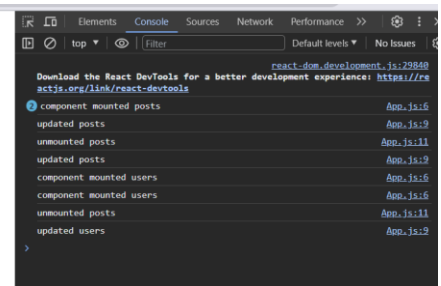 Elements Console Sources Network Performance >>
top ▼ Filter Default levels ▼ No Issues
react-dom.development.js:29840
Download the React DevTools for a better development experience: https://re
actjs.org/link/react-devtools
2 component mounted posts App.js:6
updated posts App.js:9
unmounted posts App.js:11
updated posts App.js:9
component mounted users App.js:6
component mounted users App.js:6
unmounted posts App.js:11
updated users App.js:9
>